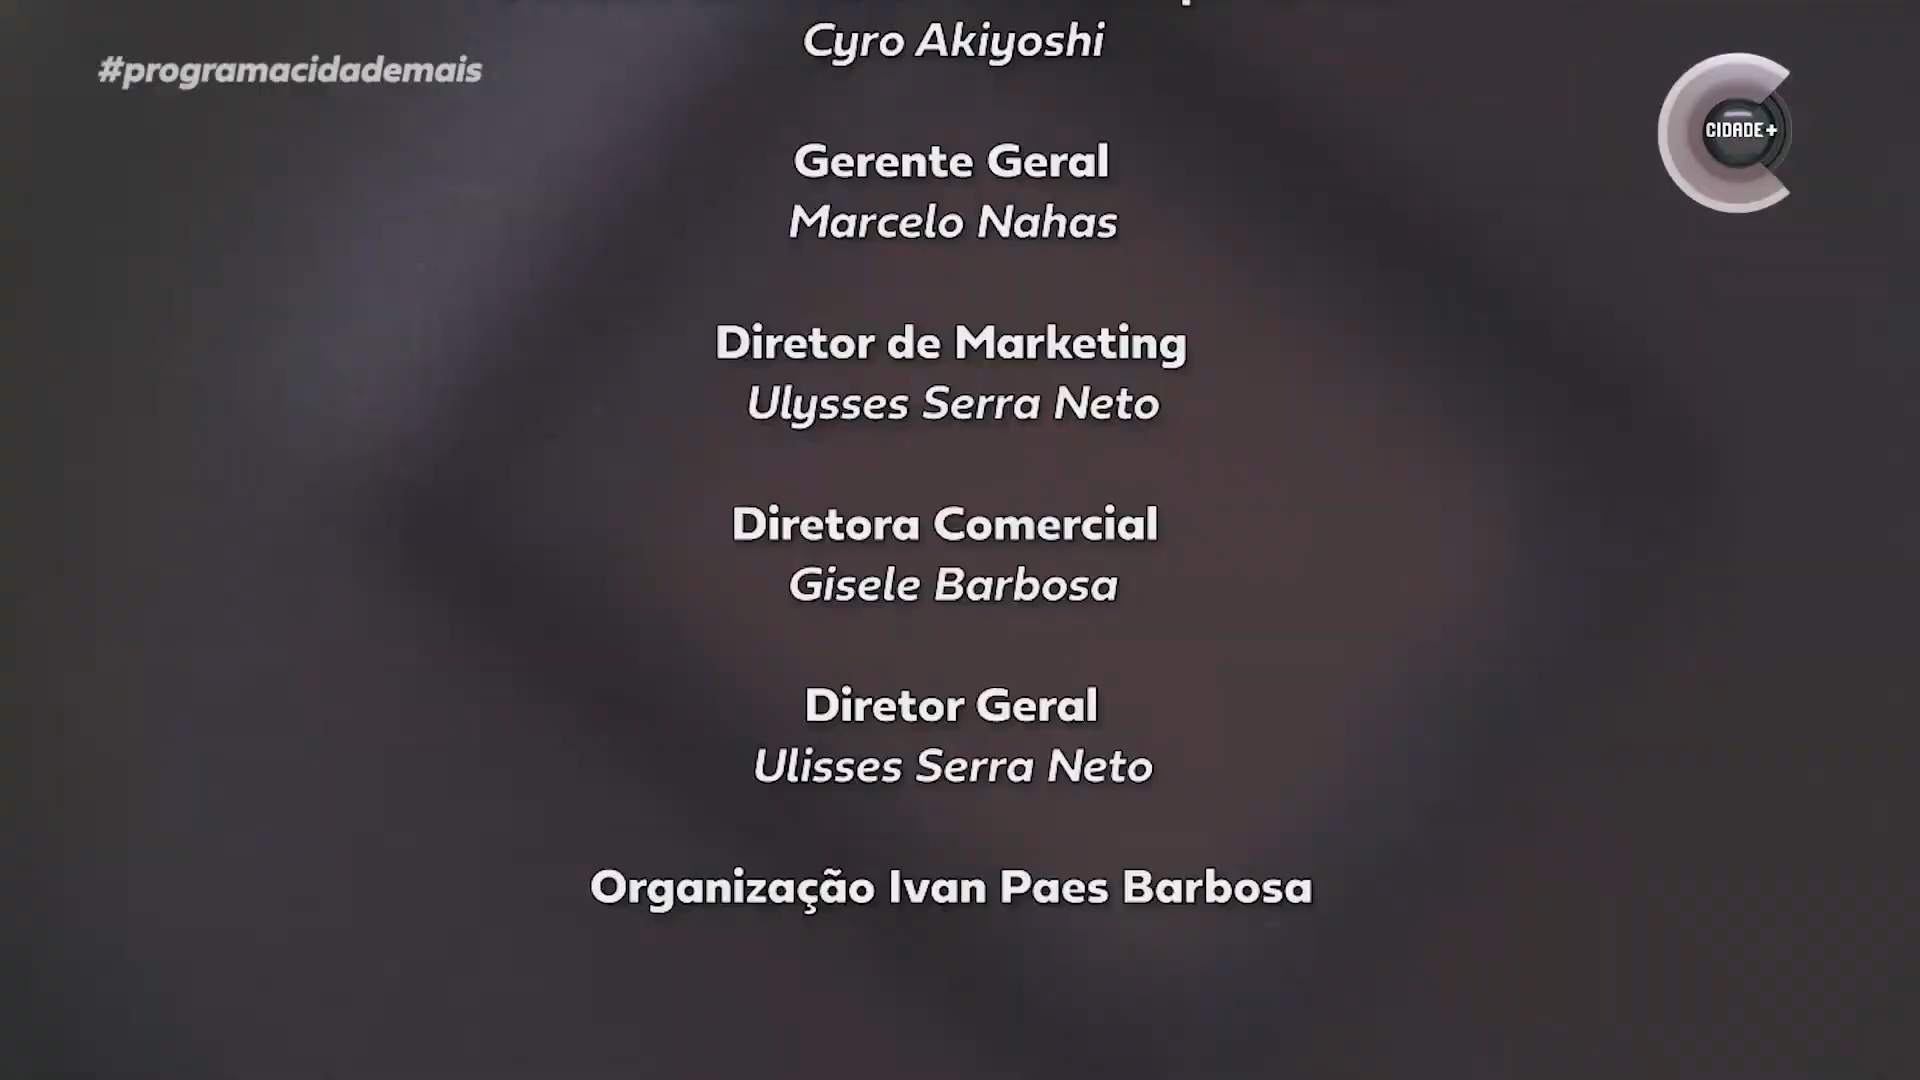 Cyro Akiyoshi
#programacidademais
CIDADE+
Gerente Geral
Marcelo Nahas
Diretor de Marketing
Ulysses Serra Neto
Diretora Comercial
Gisele Barbosa
Diretor Geral
Ulisses Serra Neto
Organização Ivan Paes Barbosa